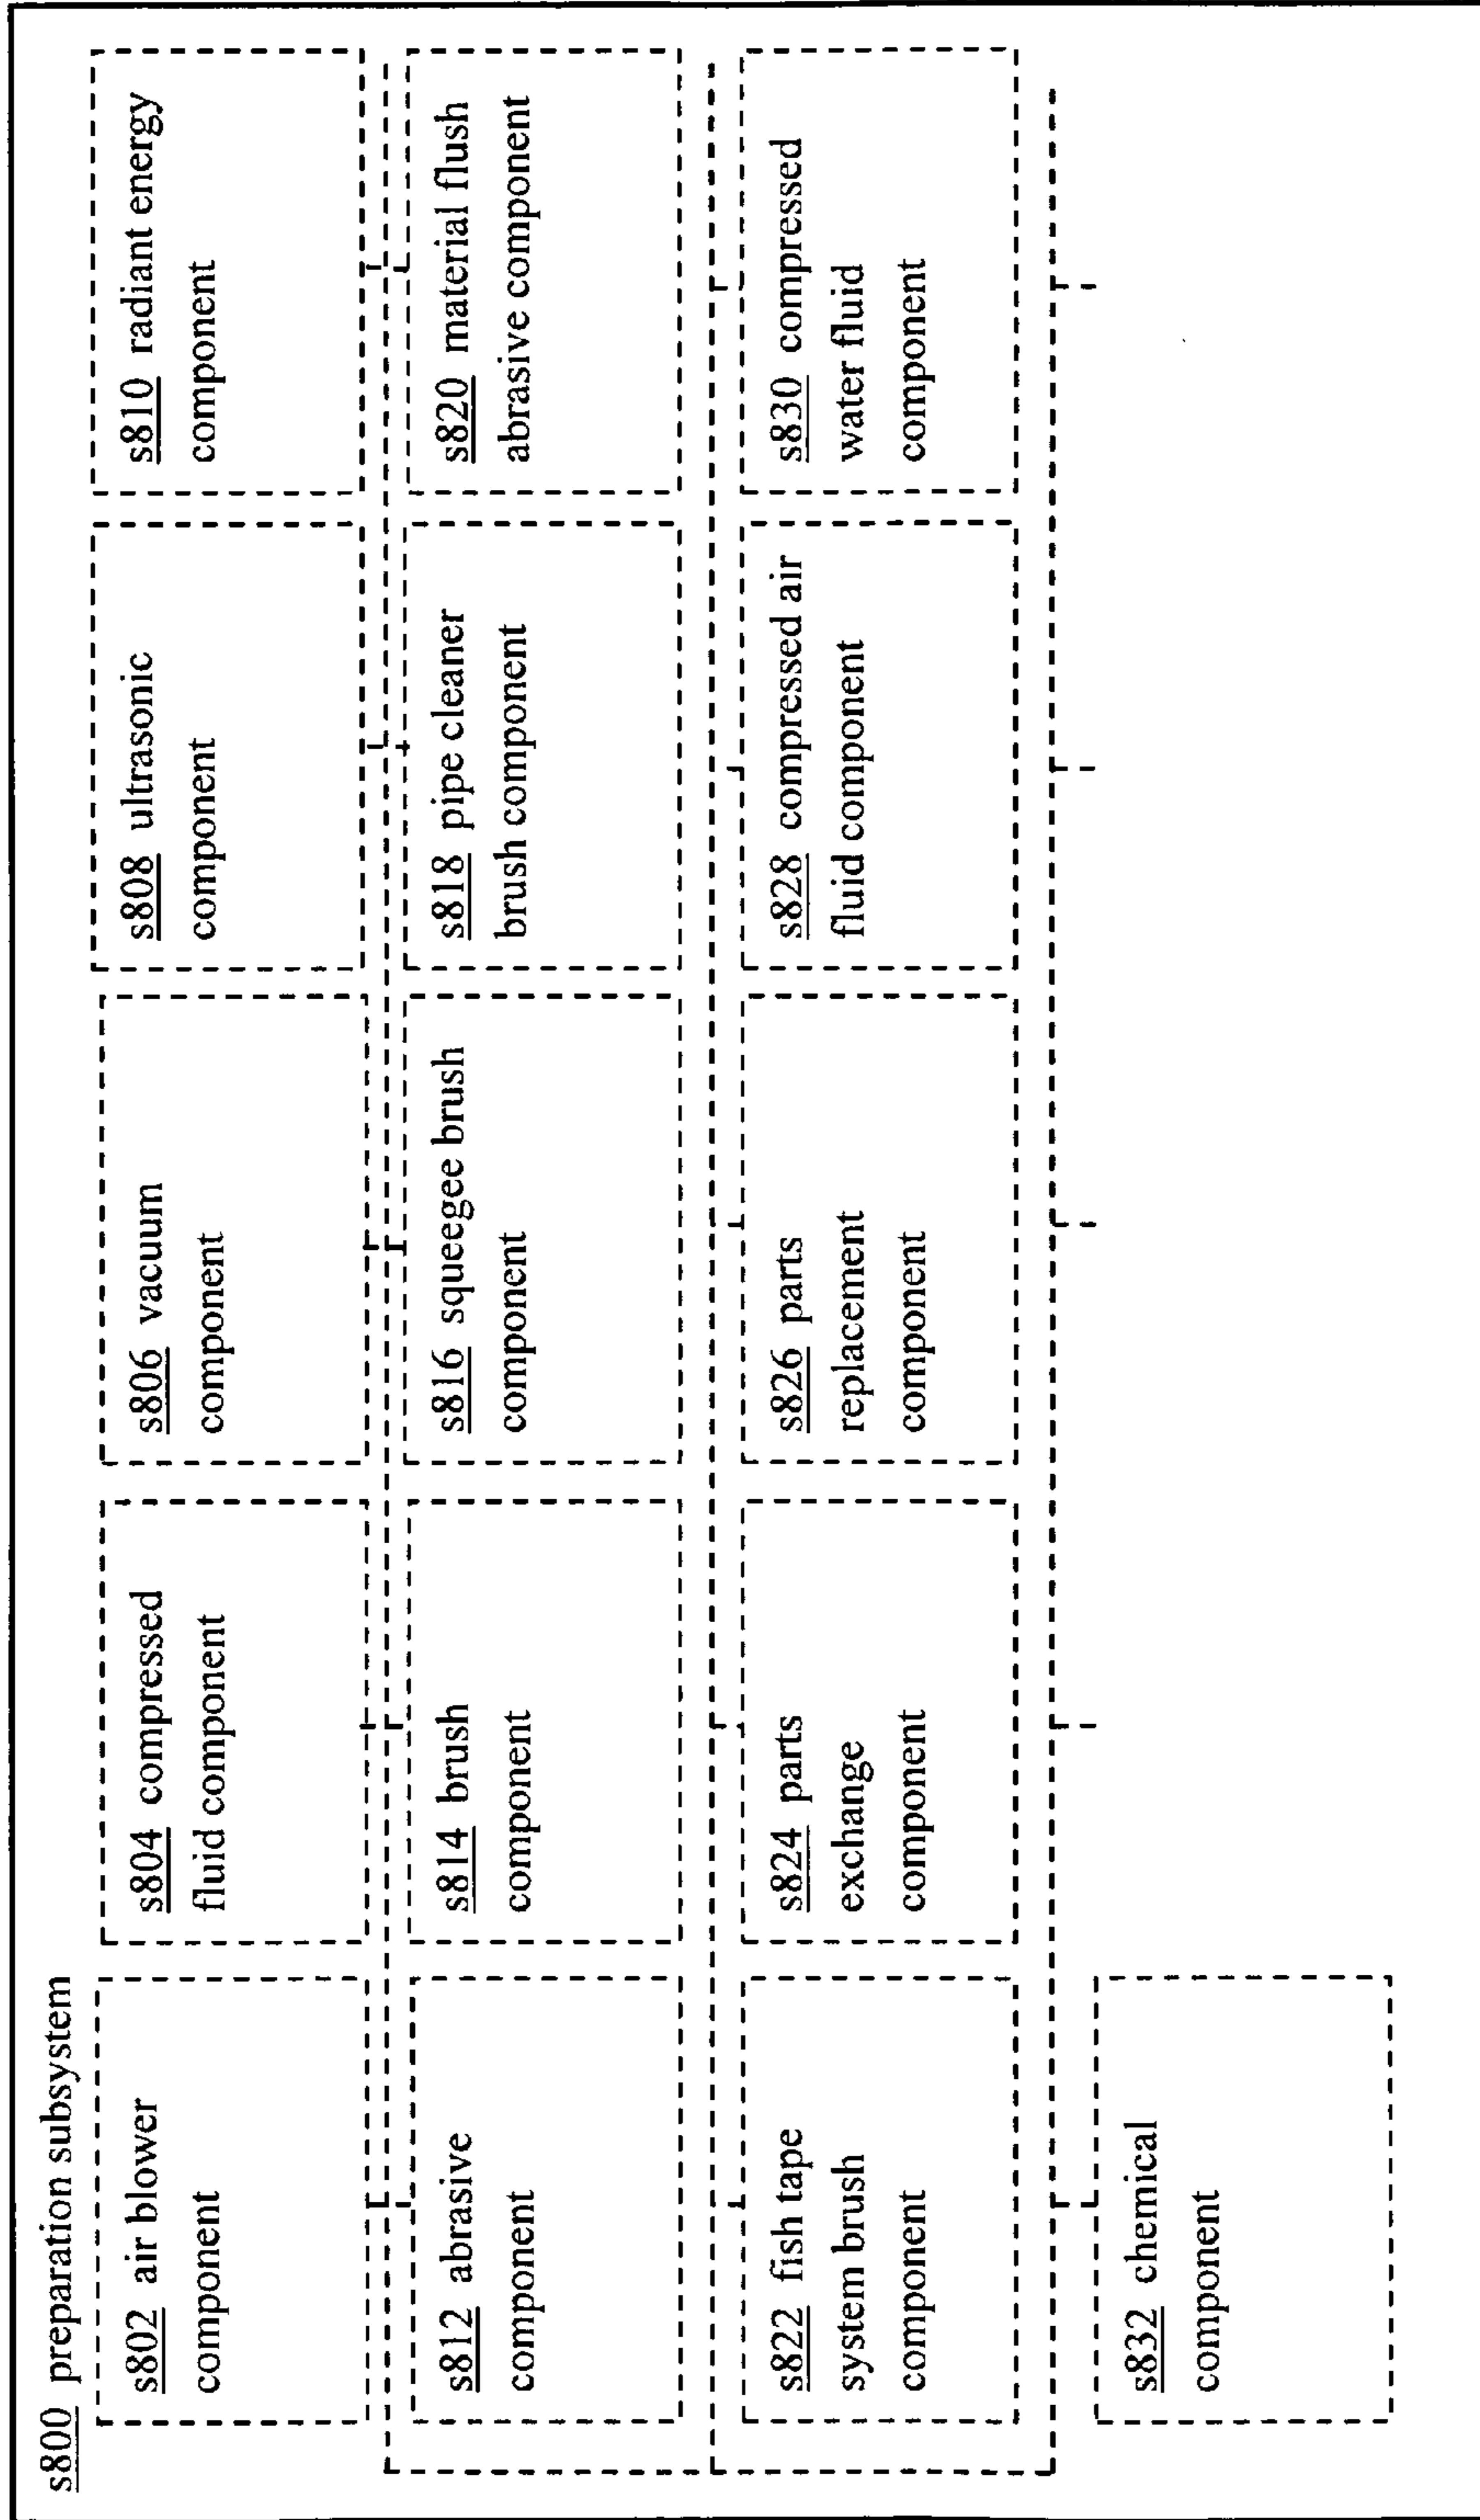 s800 preparation subsystem
s802 air blower
component
s804 compressed
fluid component
s806 vacuum
component
s808 ultrasonic
component
s810 radiant energy
component
s812 abrasive
component
s814 brush
component
s816 squeegee brush
component
s818 pipe cleaner
brush component
s820 material flush
abrasive component
s822 fish tape
system brush
component
s824 parts
exchange
component
s826 parts
replacement
component
s828 compressed air
fluid component
s830 compressed
water fluid
component
s832 chemical
component